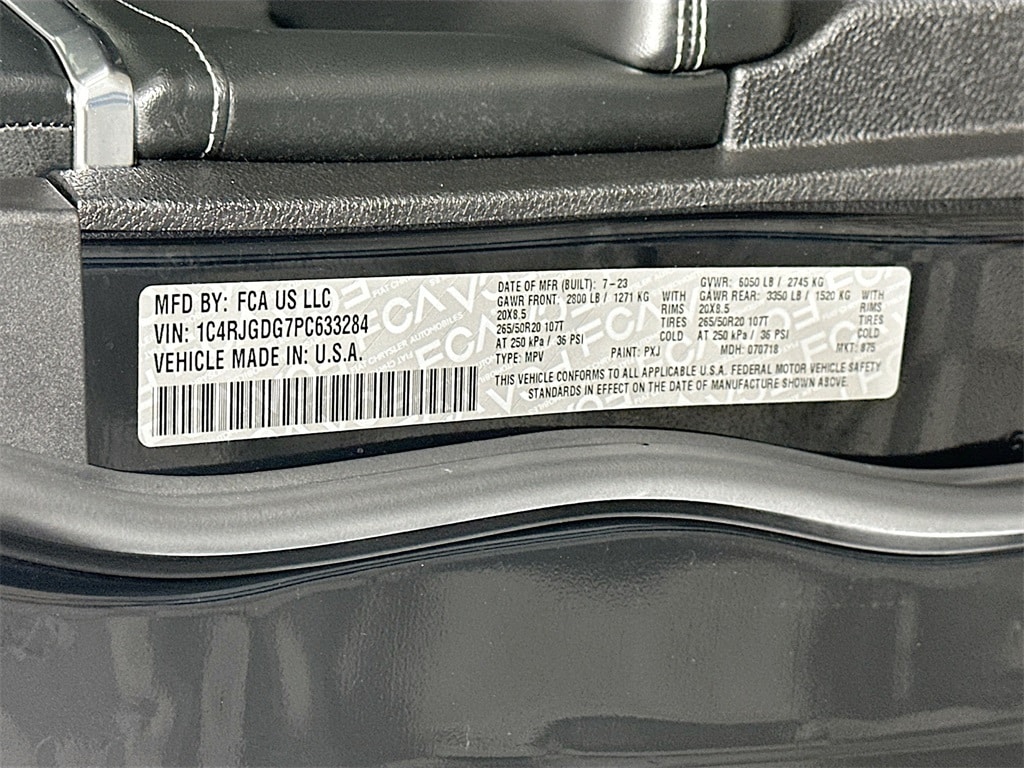 MFD BY: FCA US LLC
VIN: 1C4RJGDG7PC633284
VEHICLE MADE IN: U.S.A.
DATE OF MFR (BUILT): 7-23 GVWR: 6050 LB / 2745 KG
GAWR FRONT: 2800 LB / 1271 KG WITH GAWR REAR: 3350 LB / 1520 KG WITH
20X8.5 RIMS 20X8.5 RIMS
265/50R20 107T TIRES 265/50R20 107T TIRES
AT 250 kPa / 36 PSI COLD AT 250 kPa / 36 PSI COLD
TYPE: MPV PAINT: PXJ MDH: 070718 MKT: 875
THIS VEHICLE CONFORMS TO ALL APPLICABLE U.S.A. FEDERAL MOTOR VEHICLE SAFETY
STANDARDS IN EFFECT ON THE DATE OF MANUFACTURE SHOWN ABOVE.